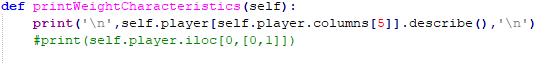 def printWeightCharacteristics(self):
    print('\n',self.player[self.player.columns[5]].describe(),'\n')
    #print(self.player.iloc[0,[0,1]])